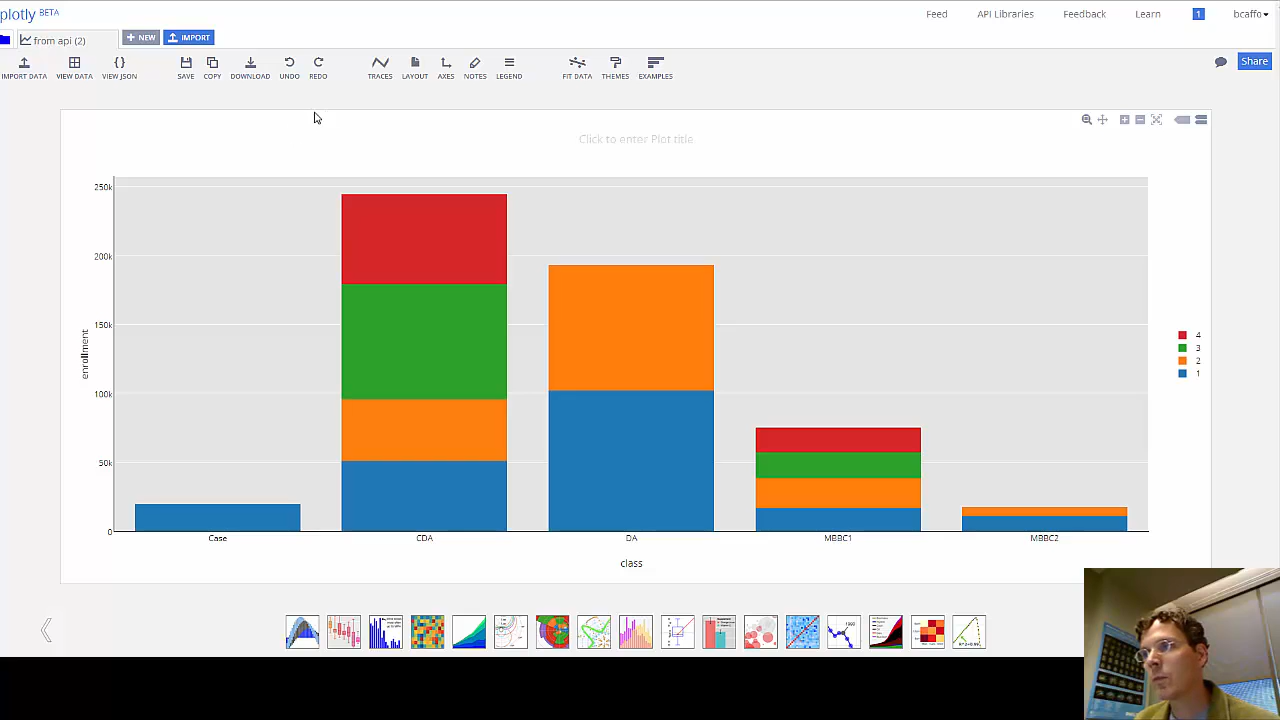 plotly BETA
Feed API Libraries Feedback Learn 1 bcaffo
from api (2) NEW IMPORT
IMPORT DATA VIEW DATA VIEW JSON SAVE COPY DOWNLOAD UNDO REDO TRACES LAYOUT AXES NOTES LEGEND FIT DATA THEMES EXAMPLES Share
Click to enter Plot title
250k
200k
150k
100k
50k
0
enrollment
4
3
2
1
Case CDA DA MBBC1 MBBC2
class